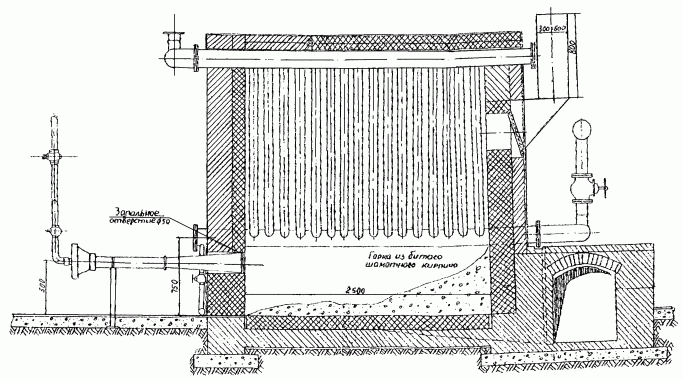 300х600
800
Запальное
отверстие ф50
Горка из битого
шамотного кирпича
2500
500
750